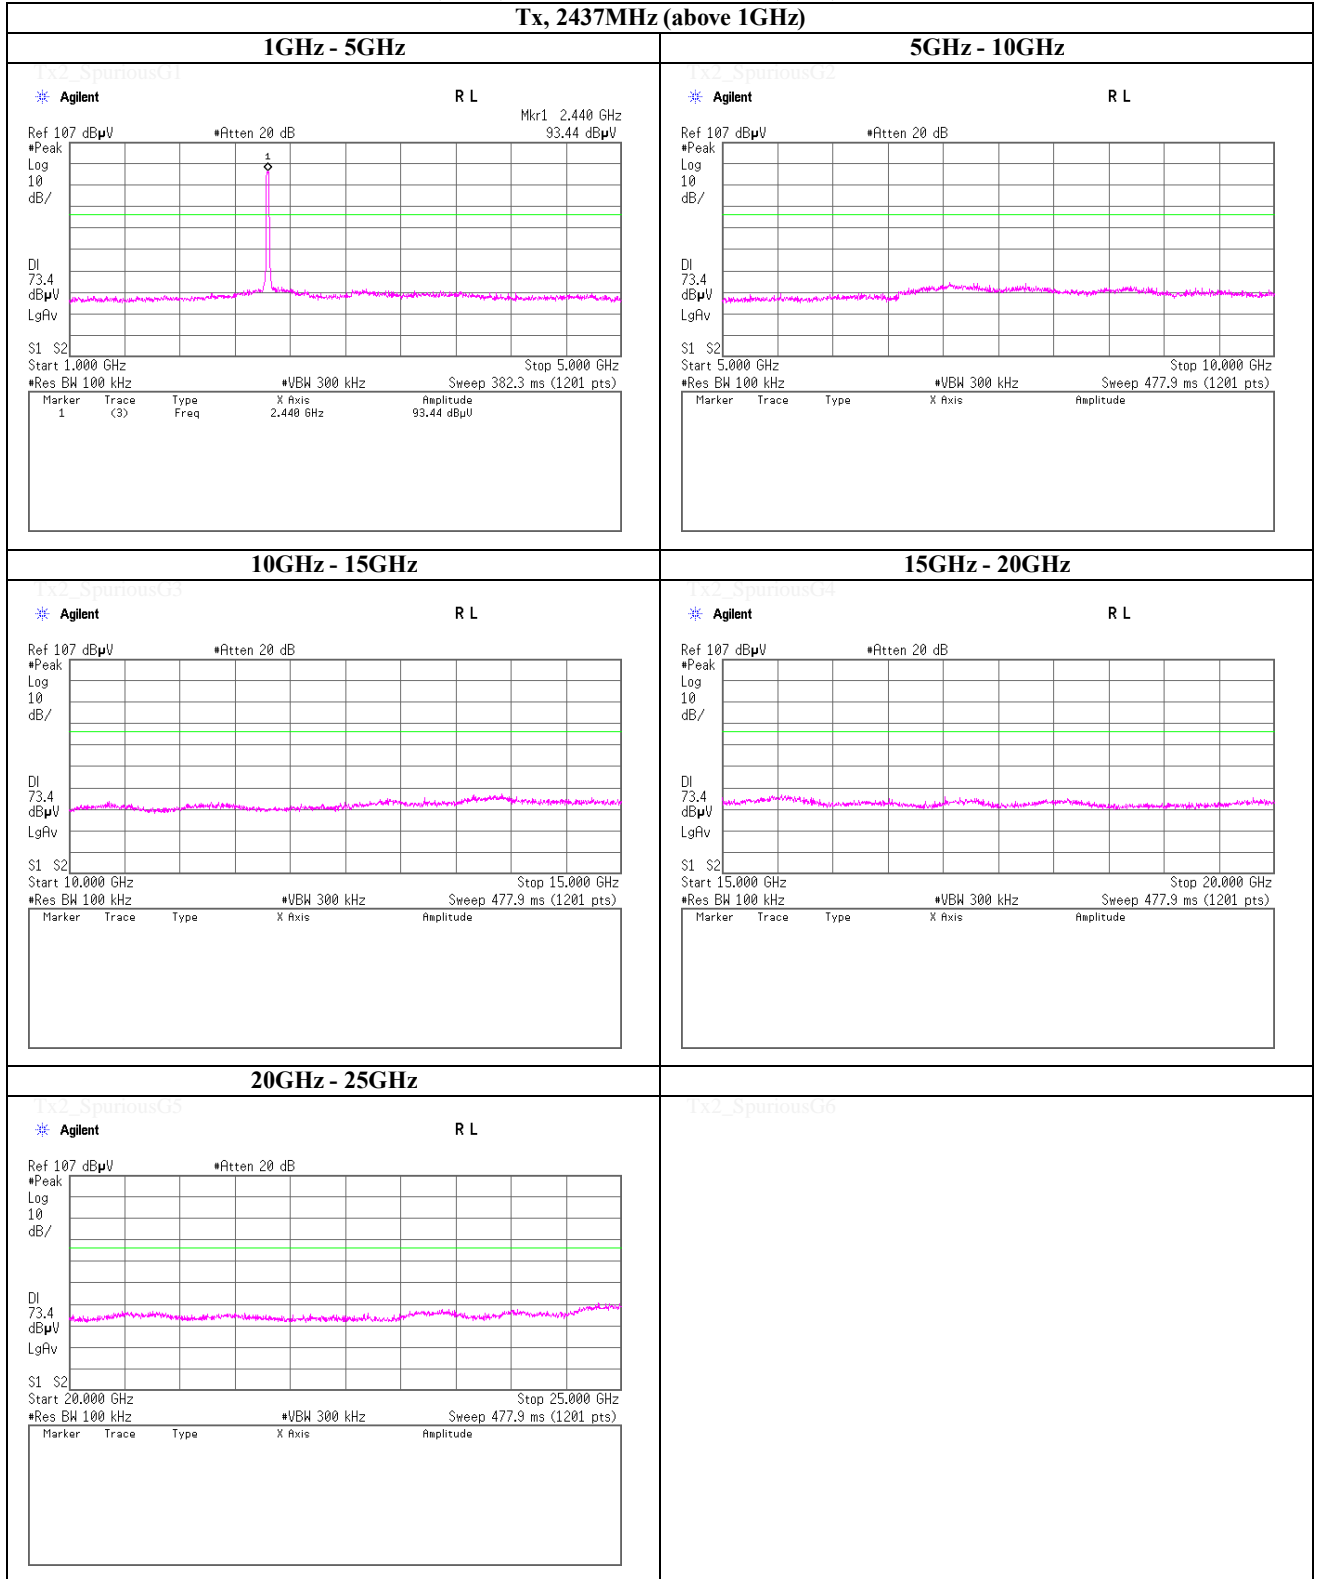 Tx, 2437MHz (above 1GHz)
1GHz - 5GHz
Tx2_SpuriousG1
Agilent
R L
Mkr1 2.440 GHz
Ref 107 dBµV #Atten 20 dB 93.44 dBµV
#Peak
Log
10
dB/
1
DI
73.4
dBµV
LgAv
S1 S2
Start 1.000 GHz Stop 5.000 GHz
#Res BW 100 kHz #VBW 300 kHz Sweep 382.3 ms (1201 pts)
Marker Trace Type X Axis Amplitude
1 (3) Freq 2.440 GHz 93.44 dBµV
5GHz - 10GHz
Tx2_SpuriousG2
Agilent
R L
Ref 107 dBµV #Atten 20 dB
#Peak
Log
10
dB/
DI
73.4
dBµV
LgAv
S1 S2
Start 5.000 GHz Stop 10.000 GHz
#Res BW 100 kHz #VBW 300 kHz Sweep 477.9 ms (1201 pts)
Marker Trace Type X Axis Amplitude
10GHz - 15GHz
Tx2_SpuriousG3
Agilent
R L
Ref 107 dBµV #Atten 20 dB
#Peak
Log
10
dB/
DI
73.4
dBµV
LgAv
S1 S2
Start 10.000 GHz Stop 15.000 GHz
#Res BW 100 kHz #VBW 300 kHz Sweep 477.9 ms (1201 pts)
Marker Trace Type X Axis Amplitude
15GHz - 20GHz
Tx2_SpuriousG4
Agilent
R L
Ref 107 dBµV #Atten 20 dB
#Peak
Log
10
dB/
DI
73.4
dBµV
LgAv
S1 S2
Start 15.000 GHz Stop 20.000 GHz
#Res BW 100 kHz #VBW 300 kHz Sweep 477.9 ms (1201 pts)
Marker Trace Type X Axis Amplitude
20GHz - 25GHz
Tx2_SpuriousG5
Agilent
R L
Ref 107 dBµV #Atten 20 dB
#Peak
Log
10
dB/
DI
73.4
dBµV
LgAv
S1 S2
Start 20.000 GHz Stop 25.000 GHz
#Res BW 100 kHz #VBW 300 kHz Sweep 477.9 ms (1201 pts)
Marker Trace Type X Axis Amplitude
Tx2_SpuriousG6